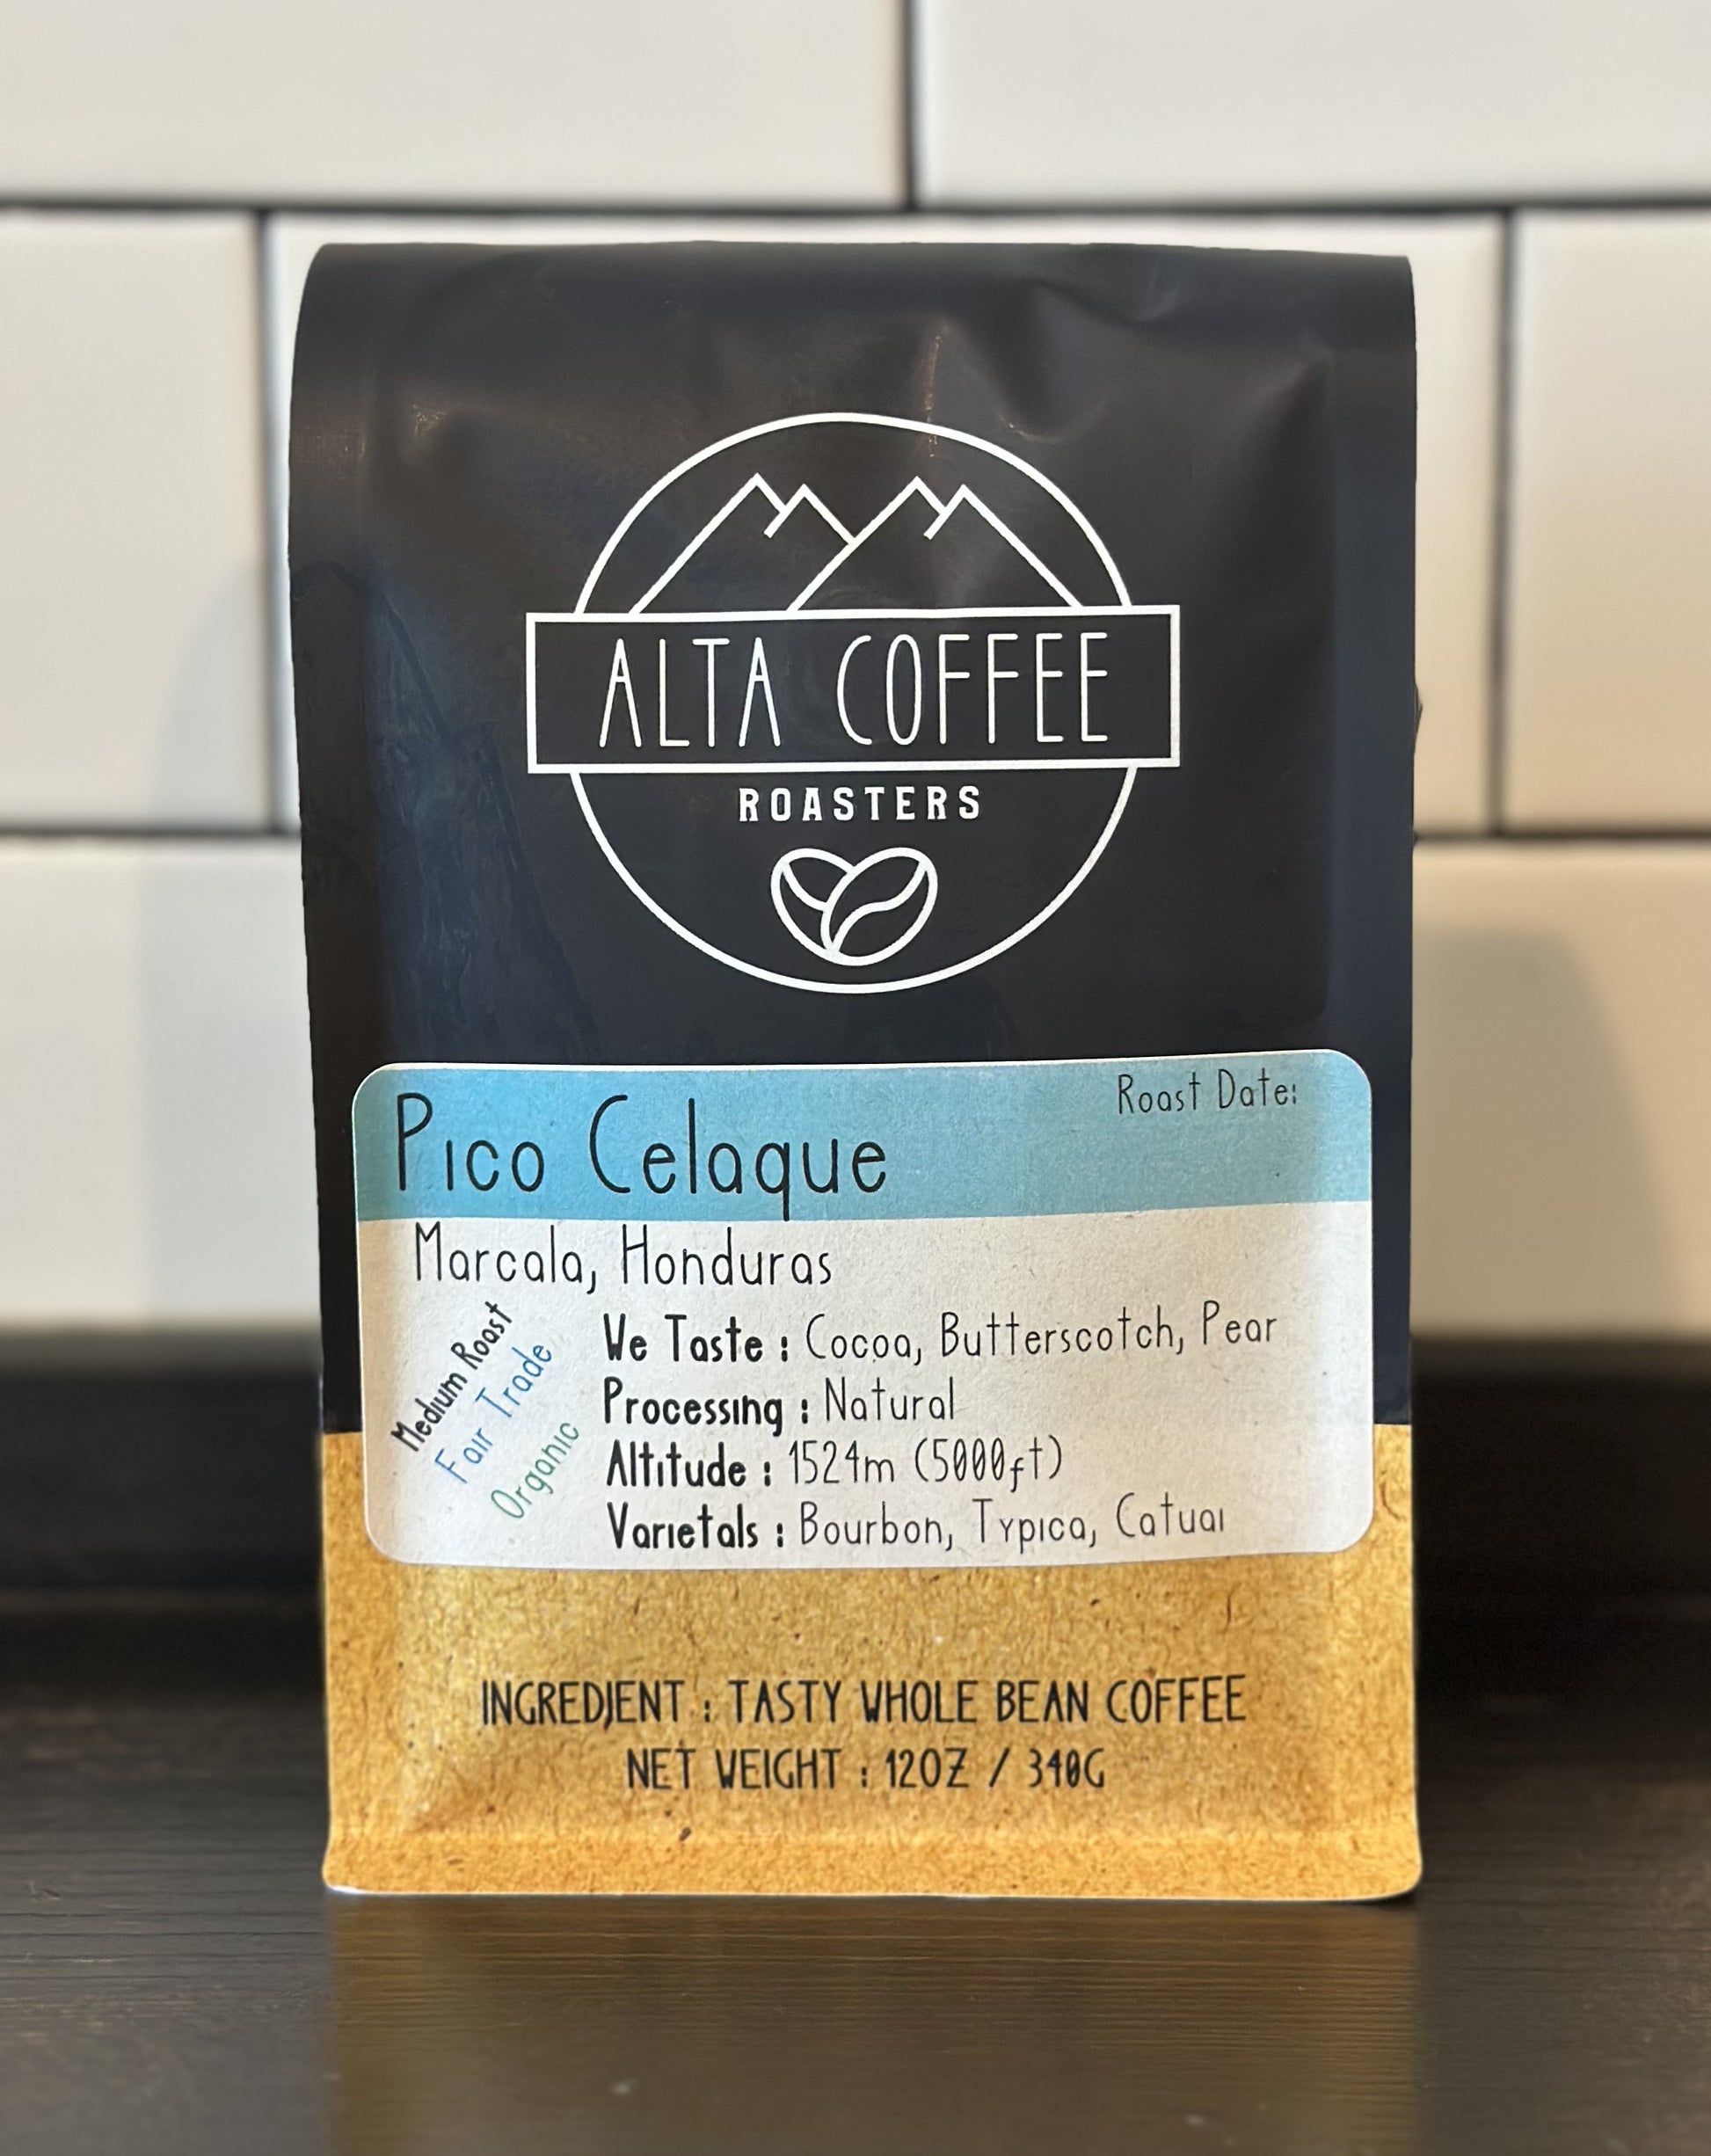 ALTA COFFEE
ROASTERS
Pico Celaque
Roast Date:
Marcala, Honduras
Medium Roast
Fair Trade
Organic
We Taste : Cocoa, Butterscotch, Pear
Processing : Natural
Altitude : 1524m (5000ft)
Varietals : Bourbon, Typica, Catuai
INGREDIENT : TASTY WHOLE BEAN COFFEE
NET WEIGHT : 12OZ / 340G